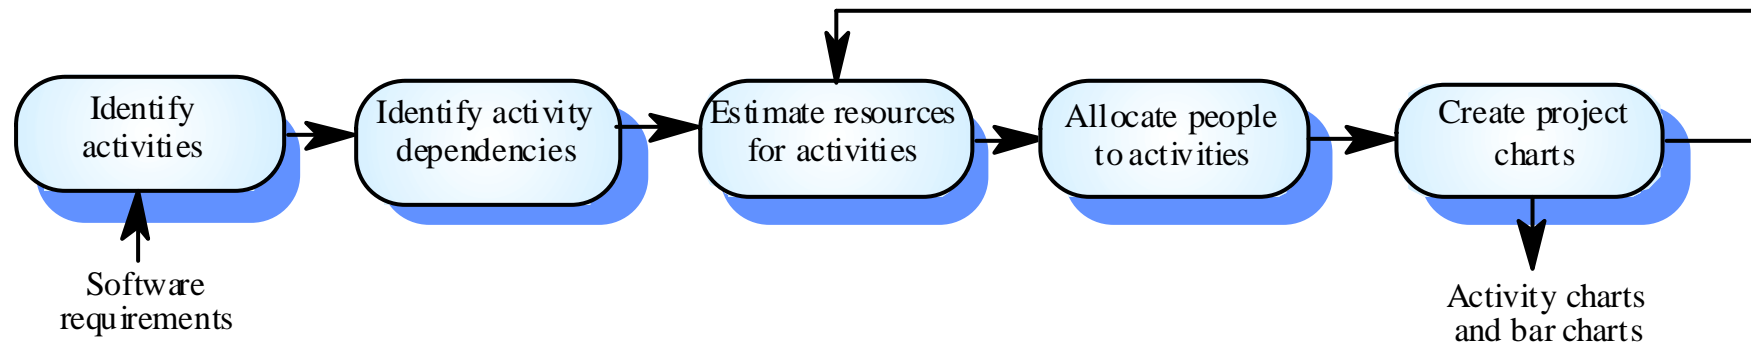 Identify
activities
Identify activity
dependencies
Estimate resources
for activities
Allocate people
to activities
Create project
charts
Software
requirements
Activity charts
and bar charts